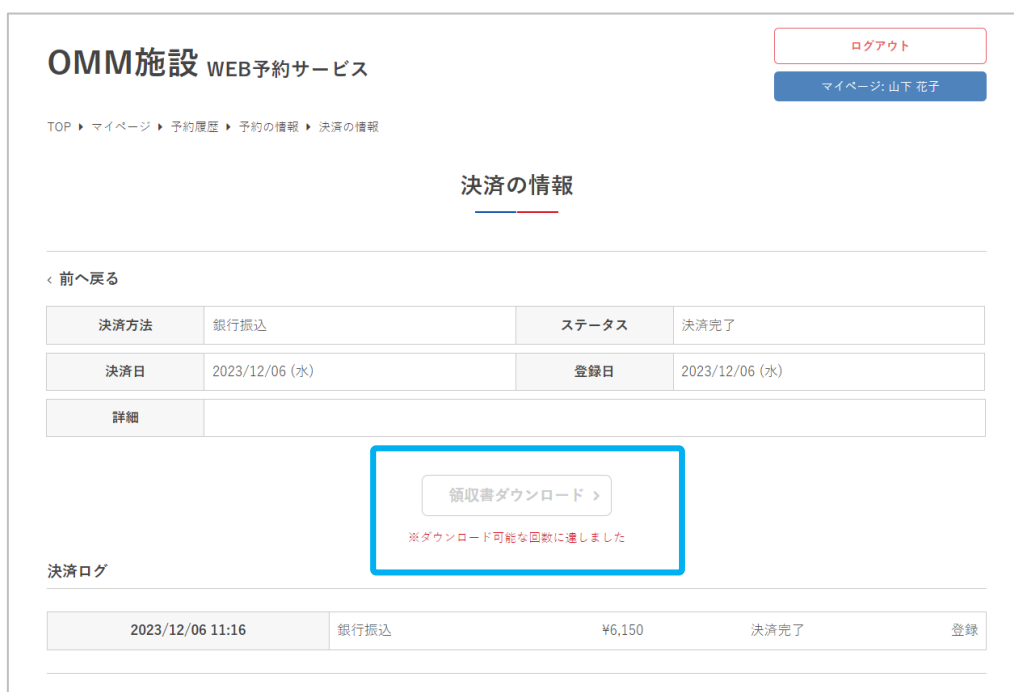 OMM施設 WEB予約サービス
ログアウト
マイページ: 山下 花子
TOP マイページ 予約履歴 予約の情報 決済の情報
決済の情報
前へ戻る
決済方法 銀行振込 ステータス 決済完了
決済日 2023/12/06 (水) 登録日 2023/12/06 (水)
詳細
領収書ダウンロード
※ダウンロード可能な回数に達しました
決済ログ
2023/12/06 11:16 銀行振込 ¥6,150 決済完了 登録